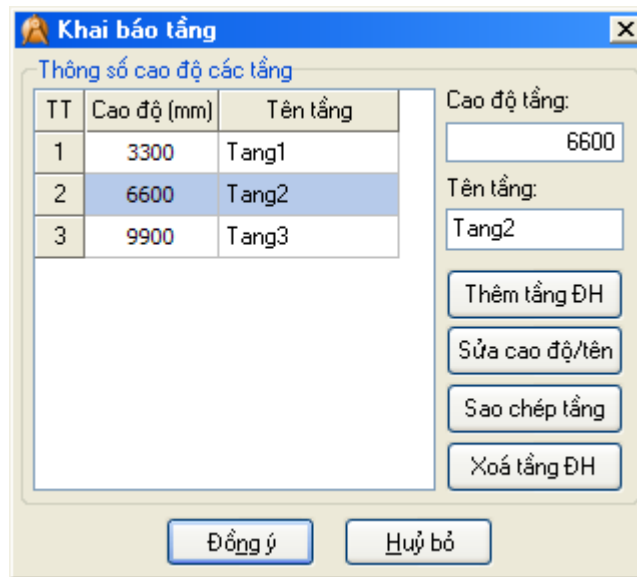 Khai báo tầng
Thông số cao độ các tầng
TT Cao độ (mm) Tên tầng
1 3300 Tang1
2 6600 Tang2
3 9900 Tang3
Cao độ tầng:
6600
Tên tầng:
Tang2
Thêm tầng ĐH
Sửa cao độ/tên
Sao chép tầng
Xoá tầng ĐH
Đồng ý Huỷ bỏ